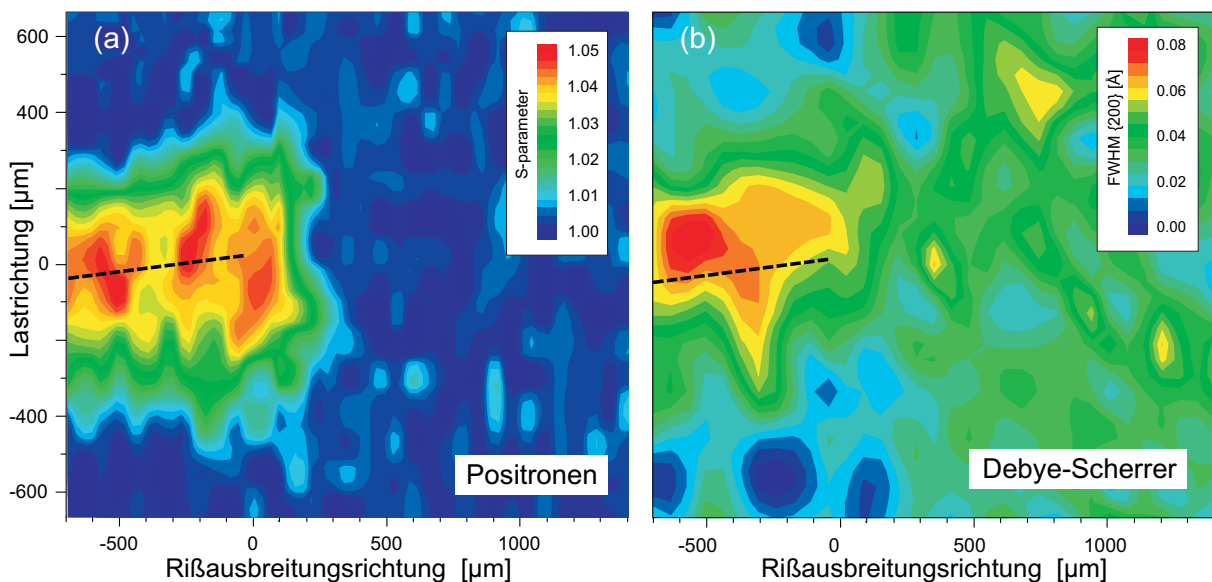 (a)
S-parameter
1.05
1.04
1.03
1.02
1.01
1.00
Lastrichtung [µm]
600
400
200
0
-200
-400
-600
Positronen
-500
0
500
1000
Rißausbreitungsrichtung [µm]
(b)
FWHM {200} [Å]
0.08
0.06
0.04
0.02
0.00
Debye-Scherrer
-500
0
500
1000
Rißausbreitungsrichtung [µm]